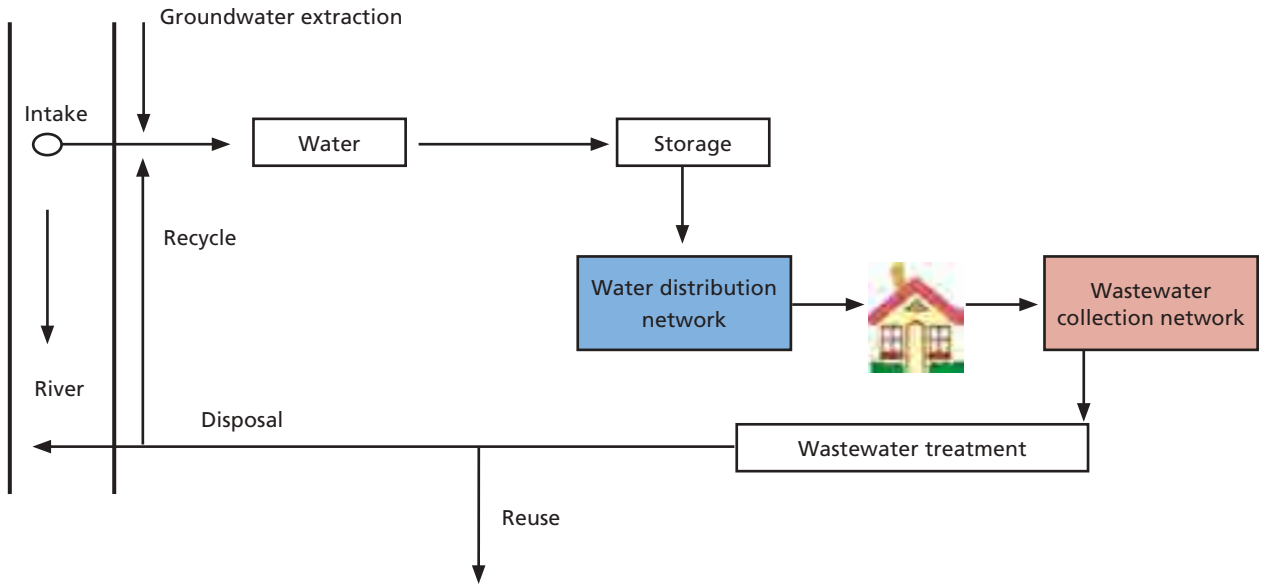 Groundwater extraction
Intake
Water
Storage
Recycle
Water distribution
network
Wastewater
collection network
River
Disposal
Wastewater treatment
Reuse